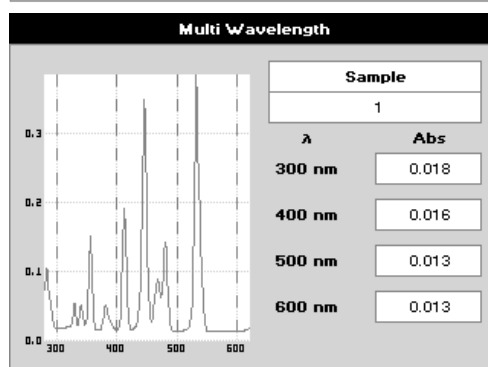 Multi Wavelength
Sample
1
λ Abs
300 nm 0.018
400 nm 0.016
500 nm 0.013
600 nm 0.013
0.3
0.2
0.1
0.0
300 400 500 600